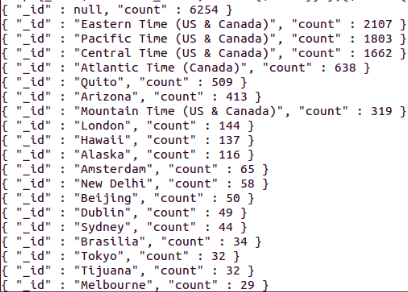 { "_id" : null, "count" : 6254 }
{ "_id" : "Eastern Time (US & Canada)", "count" : 2107 }
{ "_id" : "Pacific Time (US & Canada)", "count" : 1803 }
{ "_id" : "Central Time (US & Canada)", "count" : 1662 }
{ "_id" : "Atlantic Time (Canada)", "count" : 638 }
{ "_id" : "Quito", "count" : 509 }
{ "_id" : "Arizona", "count" : 413 }
{ "_id" : "Mountain Time (US & Canada)", "count" : 319 }
{ "_id" : "London", "count" : 144 }
{ "_id" : "Hawaii", "count" : 137 }
{ "_id" : "Alaska", "count" : 116 }
{ "_id" : "Amsterdam", "count" : 65 }
{ "_id" : "New Delhi", "count" : 58 }
{ "_id" : "Beijing", "count" : 50 }
{ "_id" : "Dublin", "count" : 49 }
{ "_id" : "Sydney", "count" : 44 }
{ "_id" : "Brasilia", "count" : 34 }
{ "_id" : "Tokyo", "count" : 32 }
{ "_id" : "Tijuana", "count" : 32 }
{ "_id" : "Melbourne", "count" : 29 }